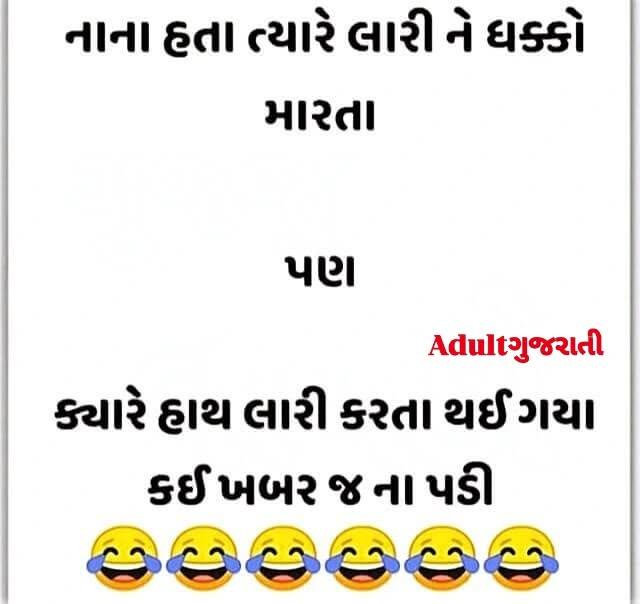 નાના હતા ત્યારે લારી ને ધક્કો
મારતા
પણ
Adultગુજરાતી
ક્યારે હાથ લારી કરતા થઈ ગયા
કઈ ખબર જ ના પડી